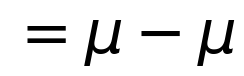 = μ − μ